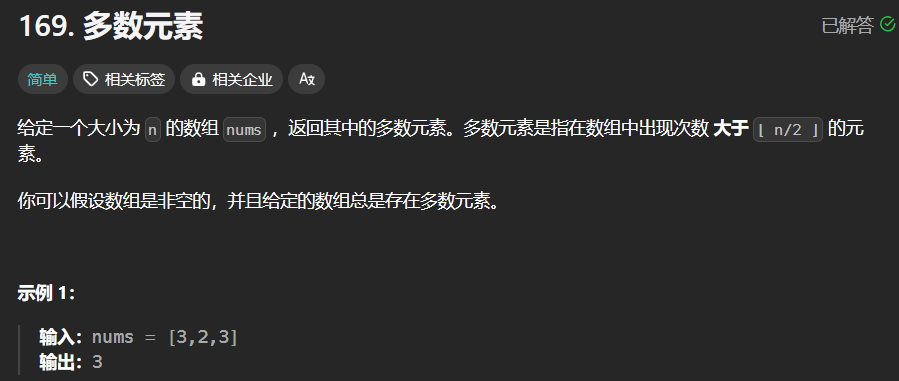 169. 多数元素
已解答
简单 相关标签 相关企业
给定一个大小为 n 的数组 nums ，返回其中的多数元素。多数元素是指在数组中出现次数 大于 ⌊ n/2 ⌋ 的元
素。
你可以假设数组是非空的，并且给定的数组总是存在多数元素。
示例 1：
输入：nums = [3,2,3]
输出：3